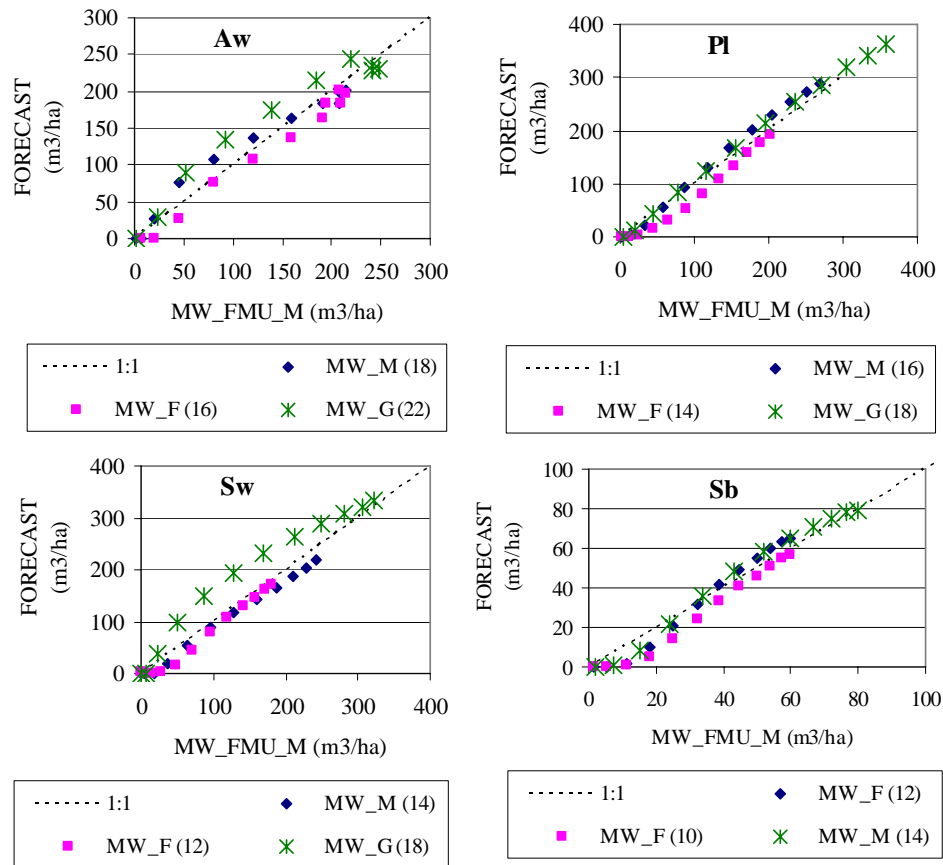 Aw
FORECAST
(m3/ha)
300
250
200
150
100
50
0
0 50 100 150 200 250 300
MW_FMU_M (m3/ha)
1:1 MW_M (18)
MW_F (16) MW_G (22)
Pl
FORECAST
(m3/ha)
400
300
200
100
0
0 100 200 300 400
MW_FMU_M (m3/ha)
1:1 MW_M (16)
MW_F (14) MW_G (18)
Sw
FORECAST
(m3/ha)
400
300
200
100
0
0 100 200 300 400
MW_FMU_M (m3/ha)
1:1 MW_M (14)
MW_F (12) MW_G (18)
Sb
FORECAST
(m3/ha)
100
80
60
40
20
0
0 20 40 60 80 100
MW_FMU_M (m3/ha)
1:1 MW_F (12)
MW_F (10) MW_M (14)